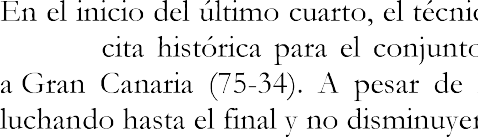 En el inicio del último cuarto, el
cita histórica para el conjunto
a Gran Canaria (75-34). A pesar de
luchando hasta el final y no